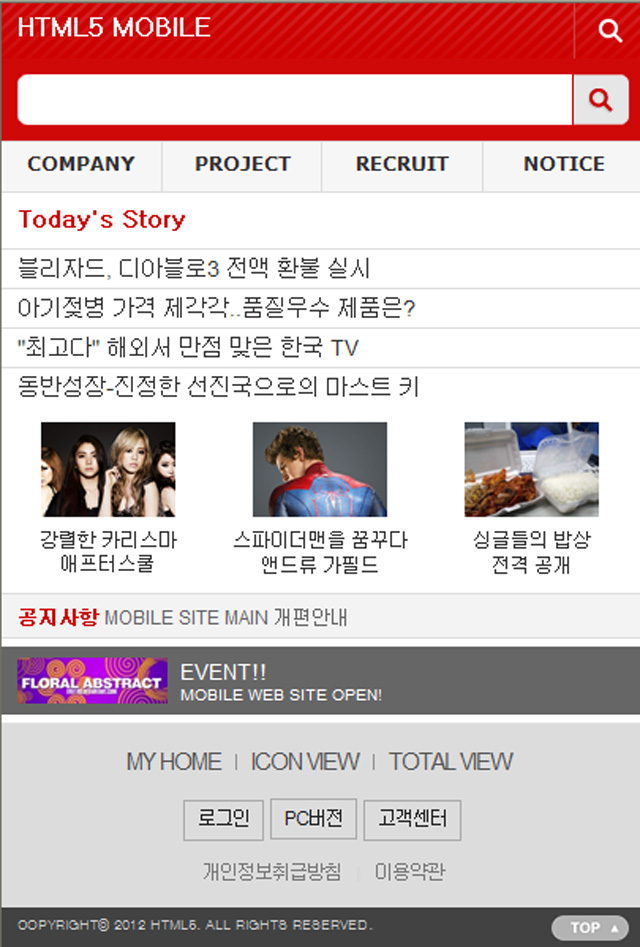 HTML5 MOBILE
COMPANY PROJECT RECRUIT NOTICE
Today's Story
블리자드, 디아블로3 전액 환불 실시
아기젖병 가격 제각각..품질우수 제품은?
"최고다" 해외서 만점 맞은 한국 TV
동반성장-진정한 선진국으로의 마스트 키
강렬한 카리스마
애프터스쿨
스파이더맨을 꿈꾸다
앤드류 가필드
싱글들의 밥상
전격 공개
공지사항 MOBILE SITE MAIN 개편안내
FLORAL ABSTRACT
EVENT!!
MOBILE WEB SITE OPEN!
MY HOME | ICON VIEW | TOTAL VIEW
로그인 PC버전 고객센터
개인정보취급방침 | 이용약관
COPYRIGHT© 2012 HTML5. ALL RIGHTS RESERVED.
TOP ▲